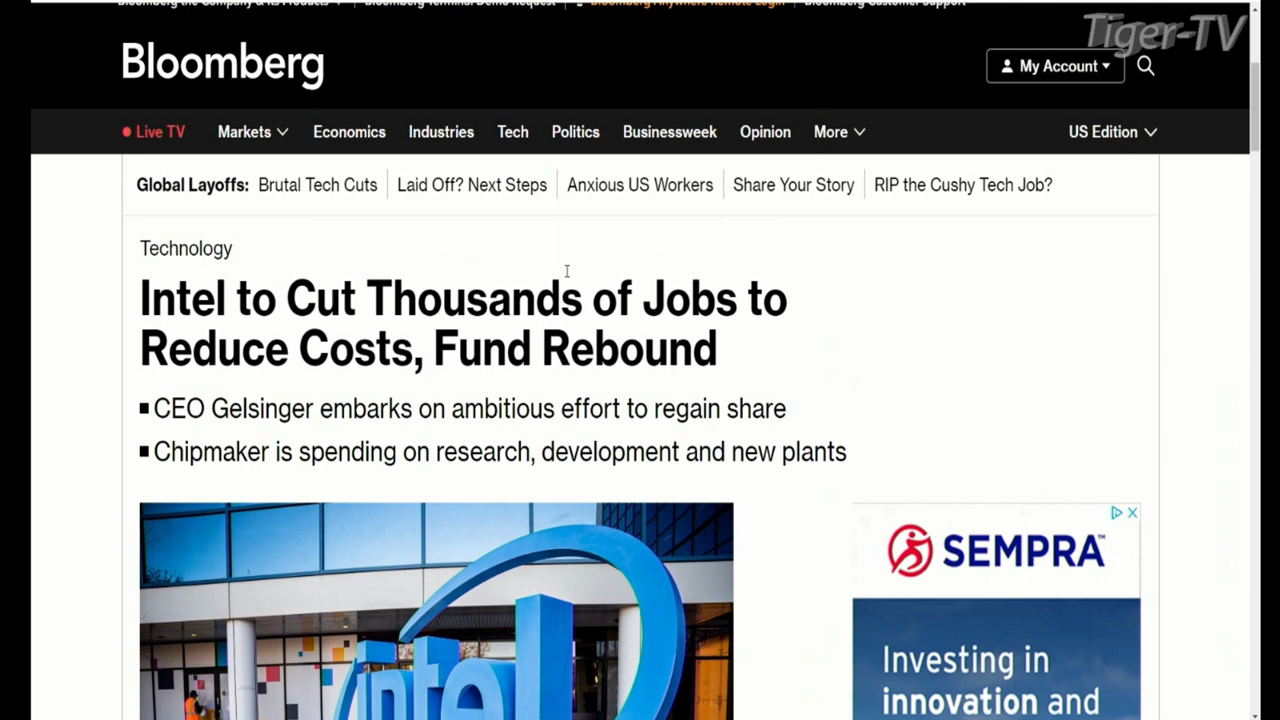 Bloomberg the Company & Its Products
Bloomberg Terminal Demo Request
Bloomberg Anywhere Remote Login
Bloomberg Customer Support
Tiger-TV
Bloomberg
My Account
Live TV
Markets
Economics
Industries
Tech
Politics
Businessweek
Opinion
More
US Edition
Global Layoffs:
Brutal Tech Cuts
Laid Off? Next Steps
Anxious US Workers
Share Your Story
RIP the Cushy Tech Job?
Technology
Intel to Cut Thousands of Jobs to
Reduce Costs, Fund Rebound
CEO Gelsinger embarks on ambitious effort to regain share
Chipmaker is spending on research, development and new plants
intel
SEMPRA™
Investing in
innovation and